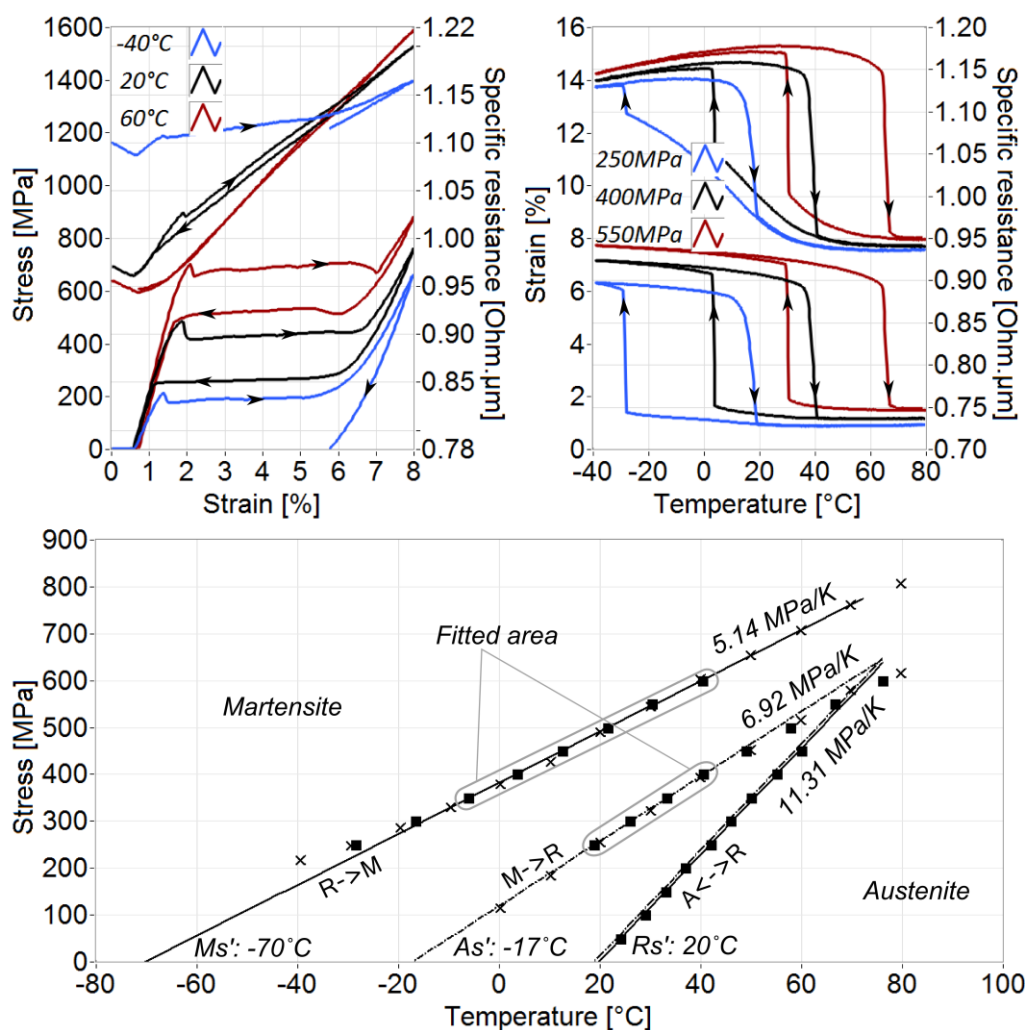 1600
1400
1200
1000
800
600
400
200
0
Stress [MPa]
-40°C
20°C
60°C
1.22
1.15
1.10
1.05
1.00
0.95
0.90
0.85
0.78
Specific resistance [Ohm.µm]
0 1 2 3 4 5 6 7 8
Strain [%]
16
14
12
10
8
6
4
2
0
Strain [%]
250MPa
400MPa
550MPa
1.20
1.15
1.10
1.05
1.00
0.95
0.90
0.85
0.80
0.75
0.70
Specific resistance [Ohm.µm]
-40 -20 0 20 40 60 80
Temperature [°C]
900
800
700
600
500
400
300
200
100
0
Stress [MPa]
Fitted area
5.14 MPa/K
6.92 MPa/K
11.31 MPa/K
Martensite
R->M
M->R
A<->R
Austenite
Ms': -70°C
As': -17°C
Rs': 20°C
-80 -60 -40 -20 0 20 40 60 80 100
Temperature [°C]